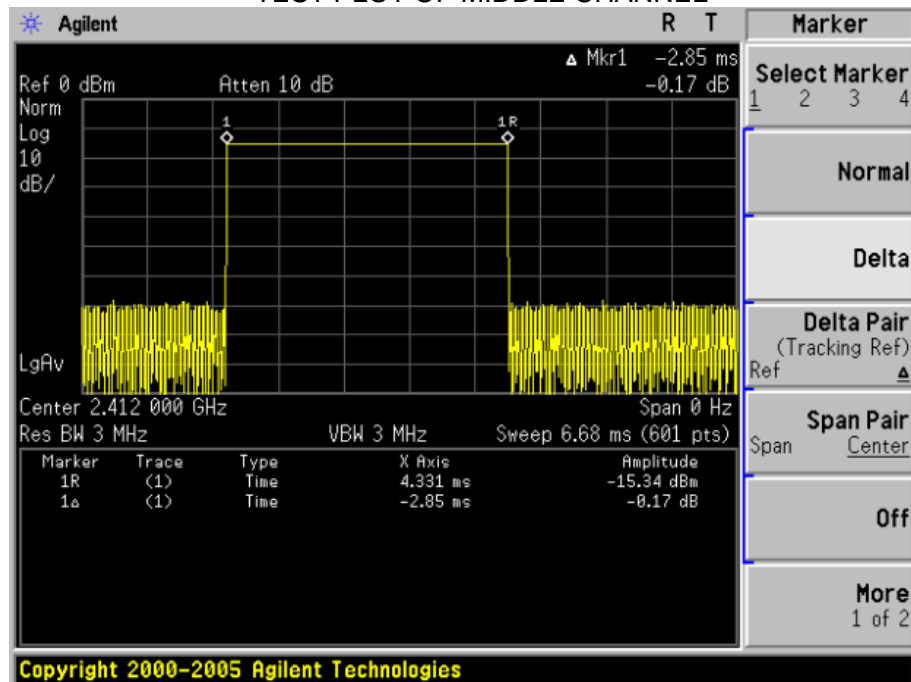 Agilent R T Marker
Δ Mkr1 -2.85 ms
Ref 0 dBm Atten 10 dB -0.17 dB
Norm
Log
10
dB/
1
1R
LgAv
Center 2.412 000 GHz Span 0 Hz
Res BW 3 MHz VBW 3 MHz Sweep 6.68 ms (601 pts)
Marker Trace Type X Axis Amplitude
1R (1) Time 4.331 ms -15.34 dBm
1Δ (1) Time -2.85 ms -0.17 dB
Select Marker
1 2 3 4
Normal
Delta
Delta Pair
(Tracking Ref)
Ref Δ
Span Pair
Span Center
Off
More
1 of 2
Copyright 2000-2005 Agilent Technologies